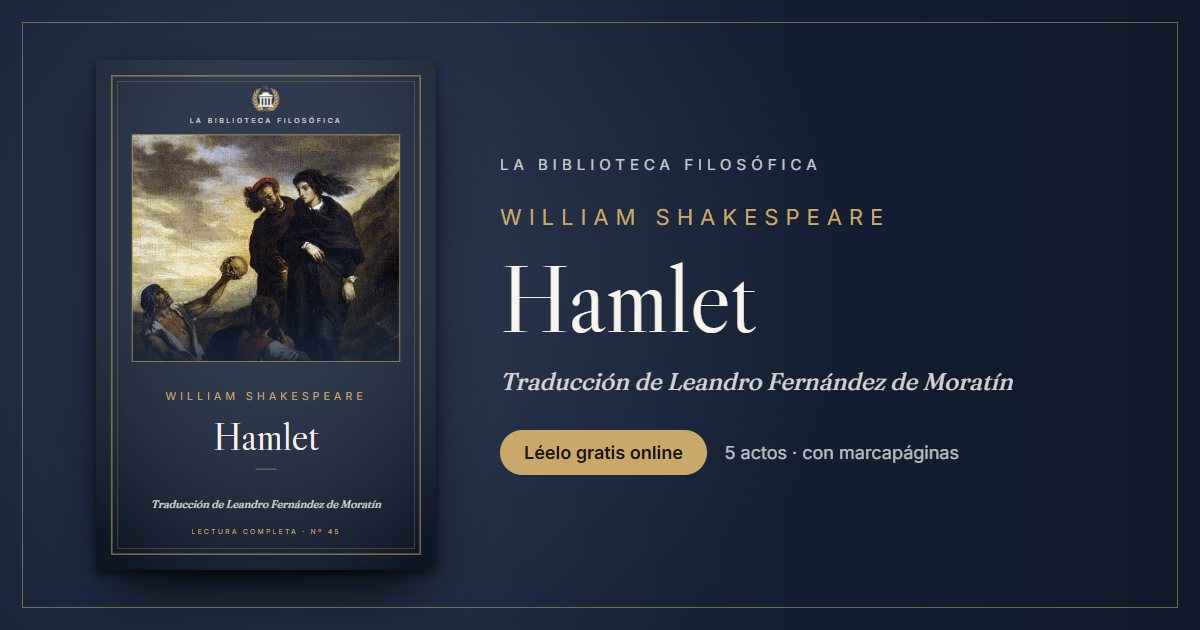 LA BIBLIOTECA FILOSÓFICA
WILLIAM SHAKESPEARE
Hamlet
Traducción de Leandro Fernández de Moratín
LECTURA COMPLETA · Nº 45
LA BIBLIOTECA FILOSÓFICA
WILLIAM SHAKESPEARE
Hamlet
Traducción de Leandro Fernández de Moratín
Léelo gratis online
5 actos · con marcapáginas